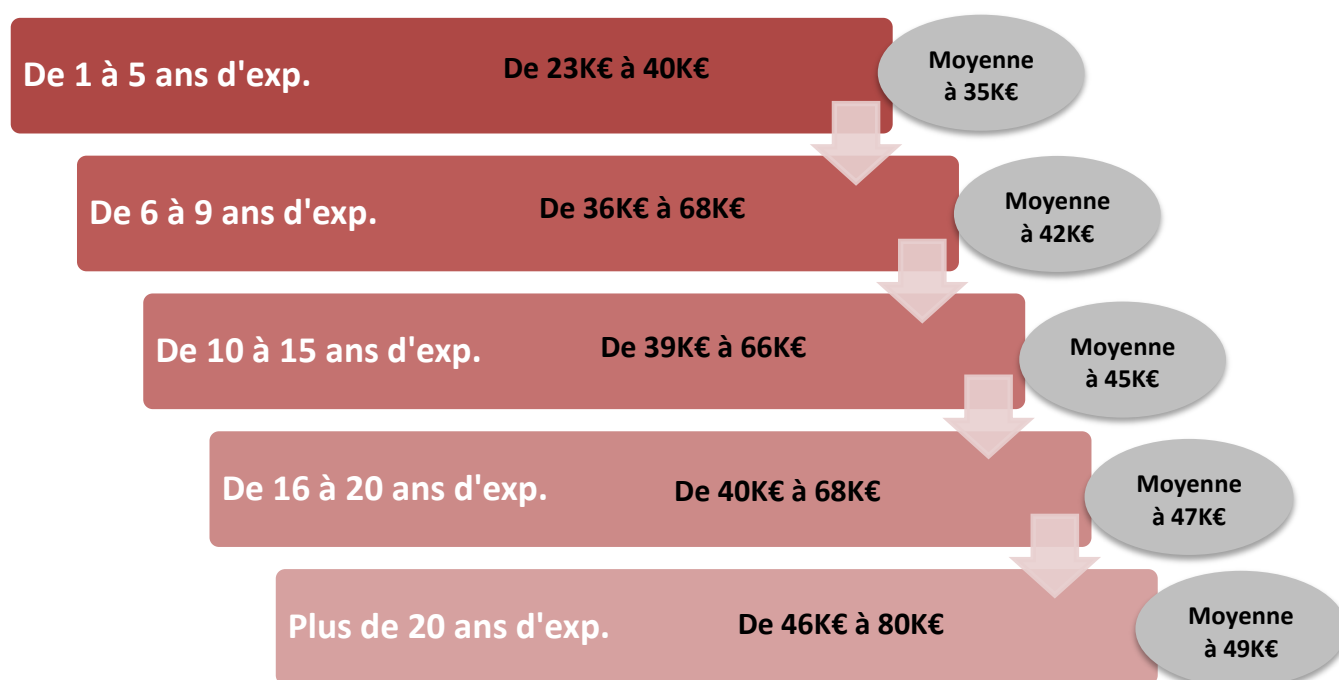 De 1 à 5 ans d'exp.
De 23K€ à 40K€
Moyenne
à 35K€
De 6 à 9 ans d'exp.
De 36K€ à 68K€
Moyenne
à 42K€
De 10 à 15 ans d'exp.
De 39K€ à 66K€
Moyenne
à 45K€
De 16 à 20 ans d'exp.
De 40K€ à 68K€
Moyenne
à 47K€
Plus de 20 ans d'exp.
De 46K€ à 80K€
Moyenne
à 49K€